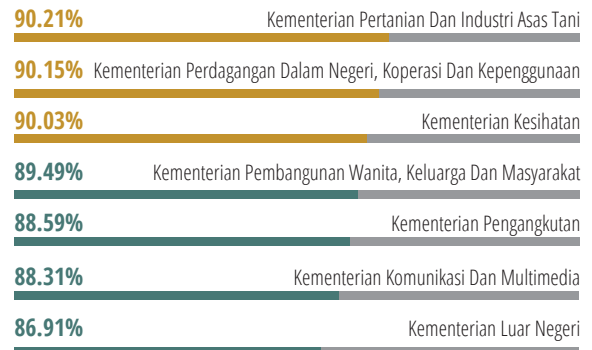 90.21% Kementerian Pertanian Dan Industri Asas Tani
90.15% Kementerian Perdagangan Dalam Negeri, Koperasi Dan Kepenggunaan
90.03% Kementerian Kesihatan
89.49% Kementerian Pembangunan Wanita, Keluarga Dan Masyarakat
88.59% Kementerian Pengangkutan
88.31% Kementerian Komunikasi Dan Multimedia
86.91% Kementerian Luar Negeri